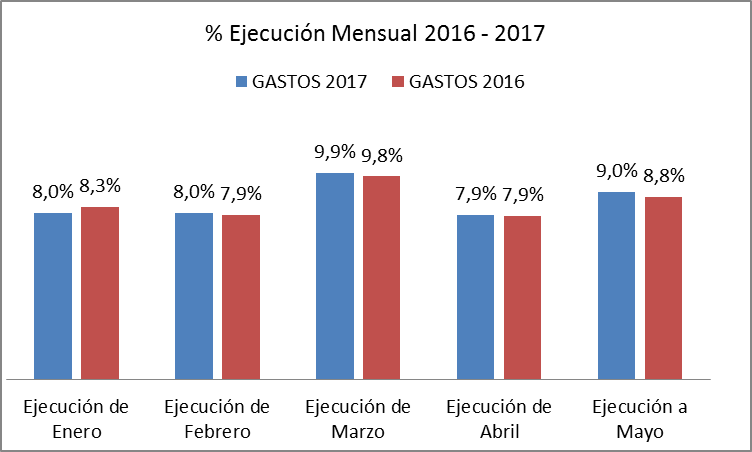 % Ejecución Mensual 2016 - 2017
GASTOS 2017 GASTOS 2016
8,0% 8,3% 8,0% 7,9% 9,9% 9,8% 7,9% 7,9% 9,0% 8,8%
Ejecución de Ejecución de Ejecución de Ejecución de Ejecución a
Enero Febrero Marzo Abril Mayo